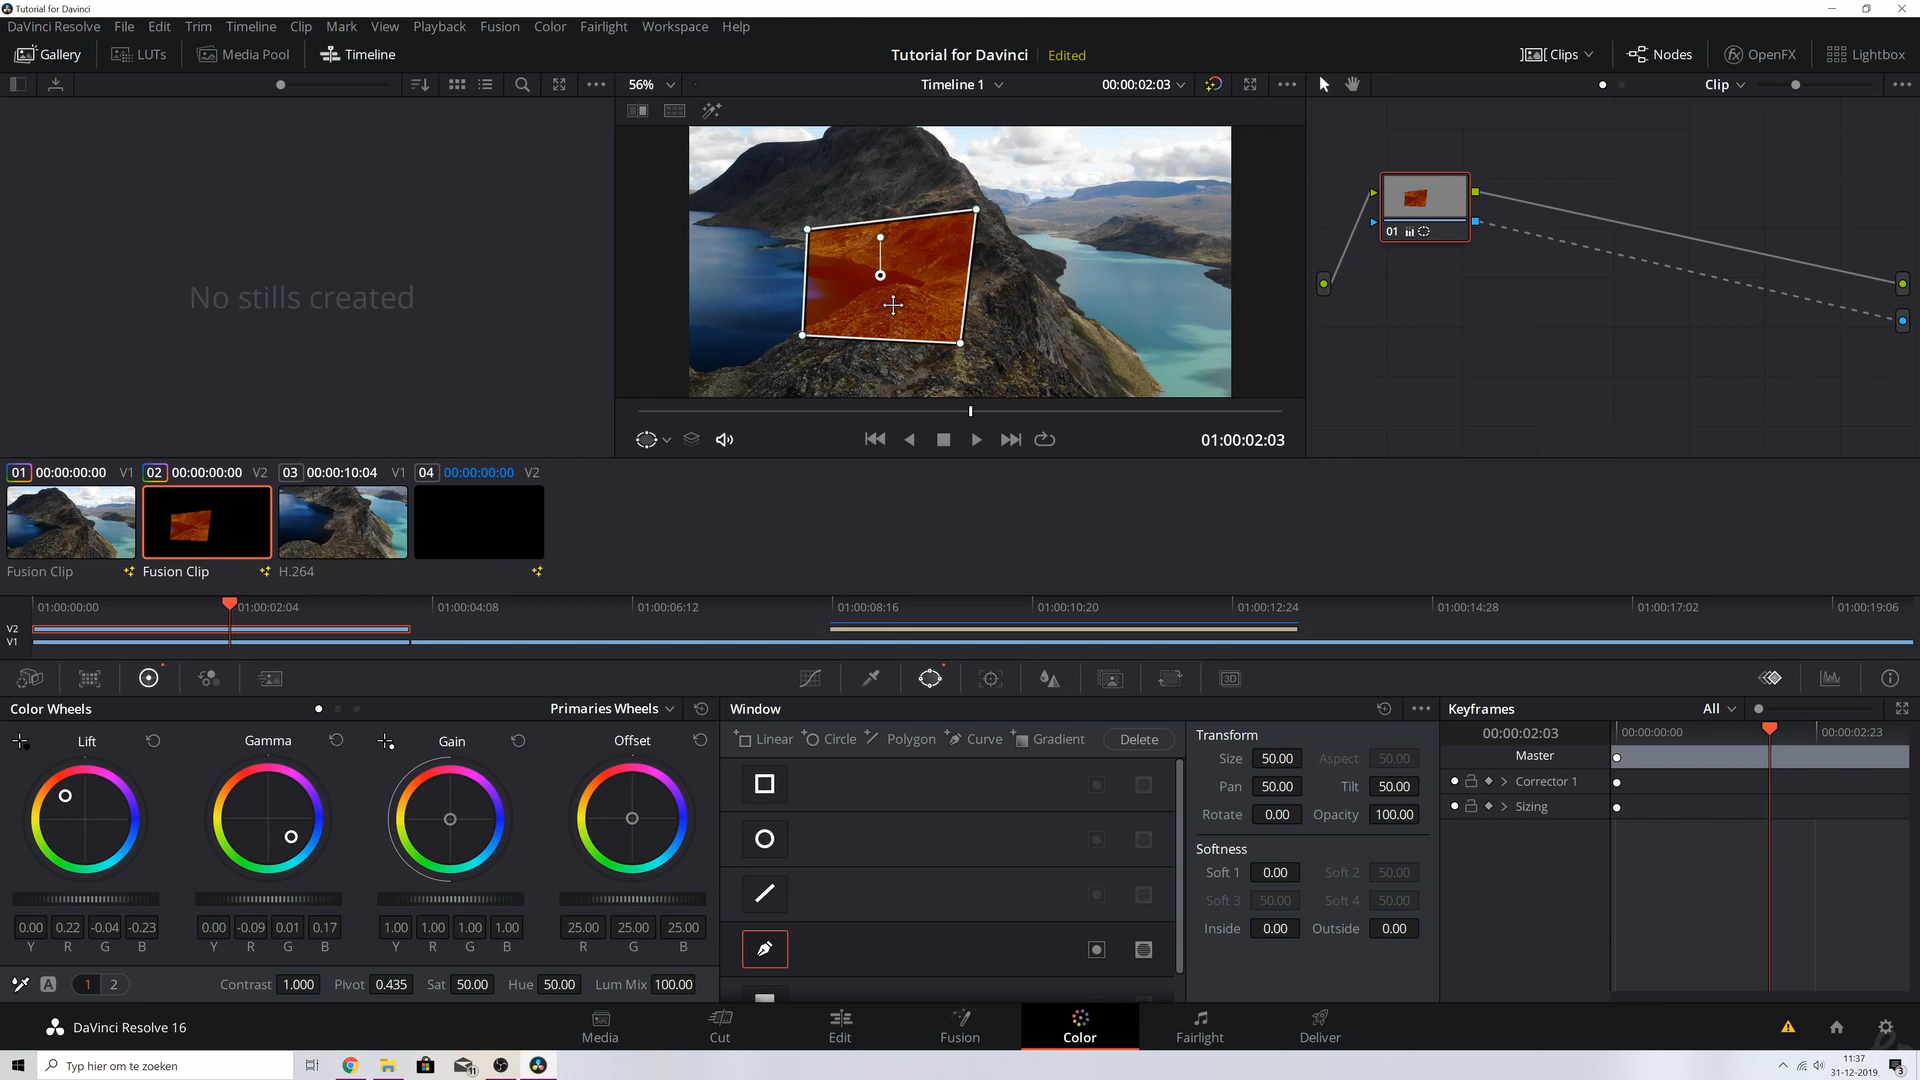 Tutorial for Davinci
DaVinci Resolve File Edit Trim Timeline Clip Mark View Playback Fusion Color Fairlight Workspace Help
Gallery LUTs Media Pool Timeline Tutorial for Davinci Edited Clips Nodes OpenFX Lightbox
56% Timeline 1 00:00:02:03 Clip
No stills created
01
01:00:02:03
01 00:00:00:00 V1 02 00:00:00:00 V2 03 00:00:10:04 V1 04 00:00:00:00 V2
Fusion Clip Fusion Clip H.264
01:00:00:00 01:00:02:04 01:00:04:08 01:00:06:12 01:00:08:16 01:00:10:20 01:00:12:24 01:00:14:28 01:00:17:02 01:00:19:06
V2
V1
3D
Color Wheels Primaries Wheels Window Keyframes All
Lift Gamma Gain Offset
Linear Circle Polygon Curve Gradient Delete
Transform
Size 50.00 Aspect 50.00
Pan 50.00 Tilt 50.00
Rotate 0.00 Opacity 100.00
Softness
Soft 1 0.00 Soft 2 50.00
Soft 3 50.00 Soft 4 50.00
Inside 0.00 Outside 0.00
00:00:02:03 00:00:00:00 00:00:02:23
Master
Corrector 1
Sizing
0.00 0.22 -0.04 -0.23 0.00 -0.09 0.01 0.17 1.00 1.00 1.00 1.00 25.00 25.00 25.00
Y R G B Y R G B Y R G B R G B
A 1 2 Contrast 1.000 Pivot 0.435 Sat 50.00 Hue 50.00 Lum Mix 100.00
DaVinci Resolve 16 Media Cut Edit Fusion Color Fairlight Deliver
Typ hier om te zoeken 11 11:37
31-12-2019 3